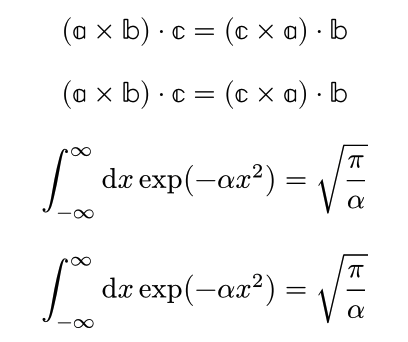 (𝕒 × 𝕓) · 𝕔 = (𝕔 × 𝕒) · 𝕓
(𝕒 × 𝕓) · 𝕔 = (𝕔 × 𝕒) · 𝕓
∫_{−∞}^{∞} dx exp(−αx²) = √(π/α)
∫_{−∞}^{∞} dx exp(−αx²) = √(π/α)